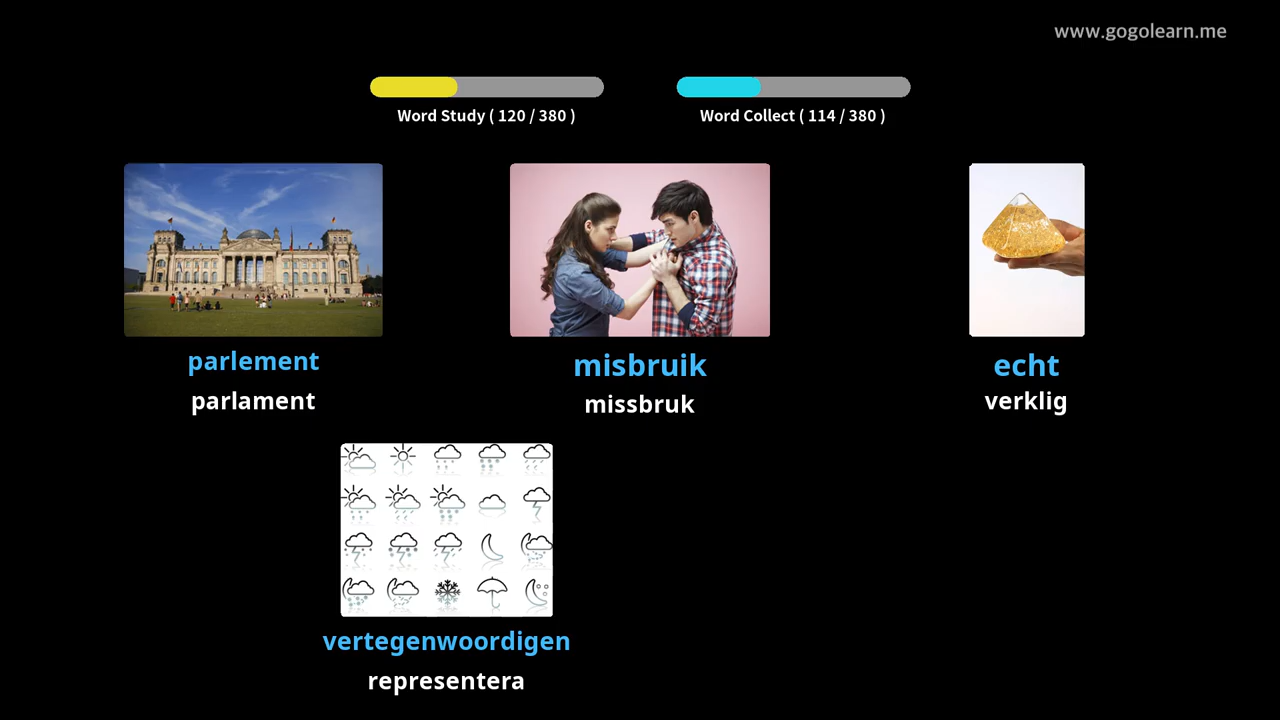 www.gogolearn.me
Word Study ( 120 / 380 )
Word Collect ( 114 / 380 )
parlement
parlament
misbruik
missbruk
echt
verklig
vertegenwoordigen
representera